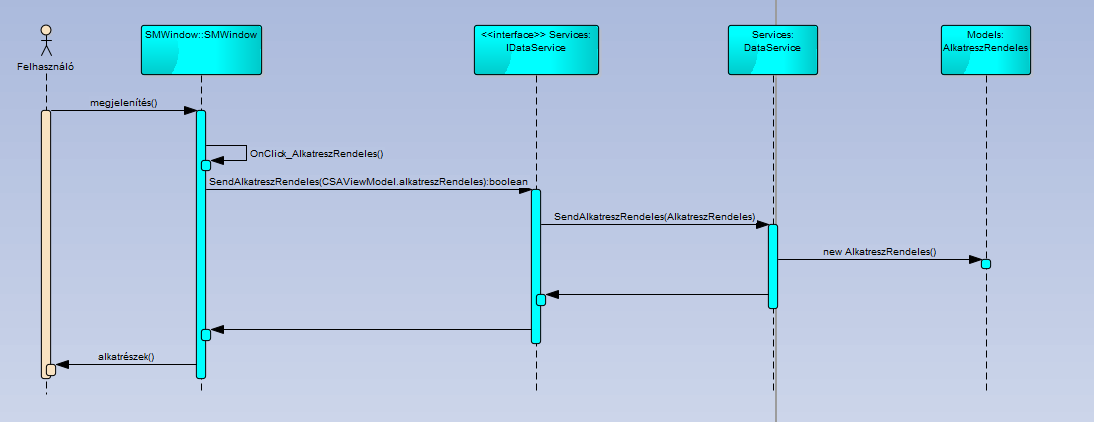 Felhasználó
SMWindow::SMWindow
<<interface>> Services:
IDataService
Services:
DataService
Models:
AlkatreszRendeles
megjelenítés()
OnClick_AlkatreszRendeles()
SendAlkatreszRendeles(CSAViewModel.alkatreszRendeles):boolean
SendAlkatreszRendeles(AlkatreszRendeles)
new AlkatreszRendeles()
alkatrészek()